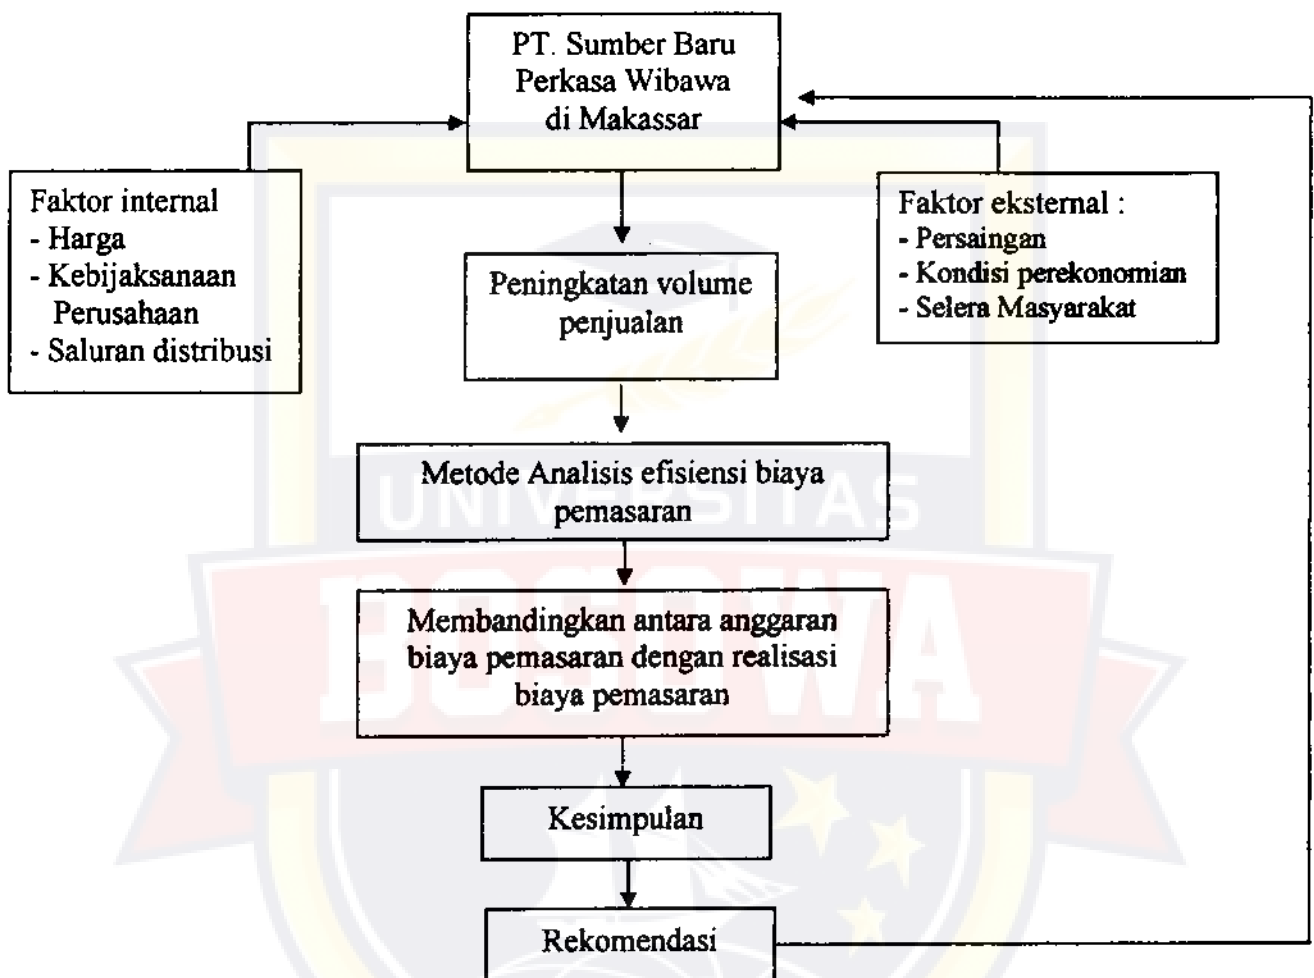 PT. Sumber Baru
Perkasa Wibawa
di Makassar
Faktor internal
- Harga
- Kebijaksanaan
Perusahaan
- Saluran distribusi
Faktor eksternal :
- Persaingan
- Kondisi perekonomian
- Selera Masyarakat
Peningkatan volume
penjualan
Metode Analisis efisiensi biaya
pemasaran
UNIVERSITAS
Membandingkan antara anggaran
biaya pemasaran dengan realisasi
biaya pemasaran
BOSOWA
Kesimpulan
Rekomendasi